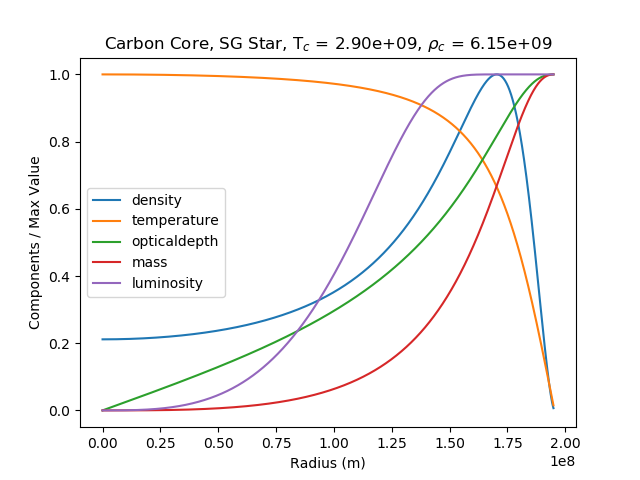 Carbon Core, SG Star, T_c = 2.90e+09, ρ_c = 6.15e+09
1.0
0.8
0.6
0.4
0.2
0.0
Components / Max Value
density
temperature
opticaldepth
mass
luminosity
0.00 0.25 0.50 0.75 1.00 1.25 1.50 1.75 2.00
1e8
Radius (m)